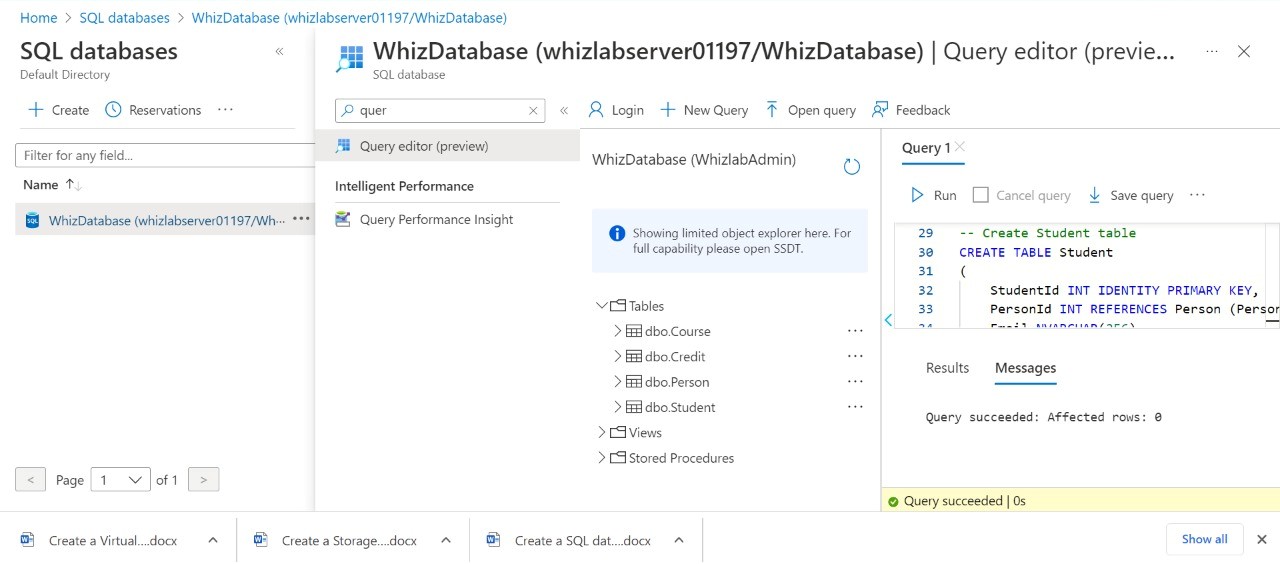 Home > SQL databases > WhizDatabase (whizlabserver01197/WhizDatabase)
SQL databases
Default Directory
Create
Reservations
Filter for any field...
Name
WhizDatabase (whizlabserver01197/Wh···
Page 1 of 1
WhizDatabase (whizlabserver01197/WhizDatabase) | Query editor (previe...
SQL database
quer
Query editor (preview)
Intelligent Performance
Query Performance Insight
Login
New Query
Open query
Feedback
WhizDatabase (WhizlabAdmin)
Showing limited object explorer here. For
full capability please open SSDT.
Tables
dbo.Course
dbo.Credit
dbo.Person
dbo.Student
Views
Stored Procedures
Query 1
Run
Cancel query
Save query
29 -- Create Student table
30 CREATE TABLE Student
31 (
32 StudentId INT IDENTITY PRIMARY KEY,
33 PersonId INT REFERENCES Person (Person
34 Email NVARCHAR(256)
Results
Messages
Query succeeded: Affected rows: 0
Query succeeded | 0s
Create a Virtual....docx
Create a Storage....docx
Create a SQL dat....docx
Show all